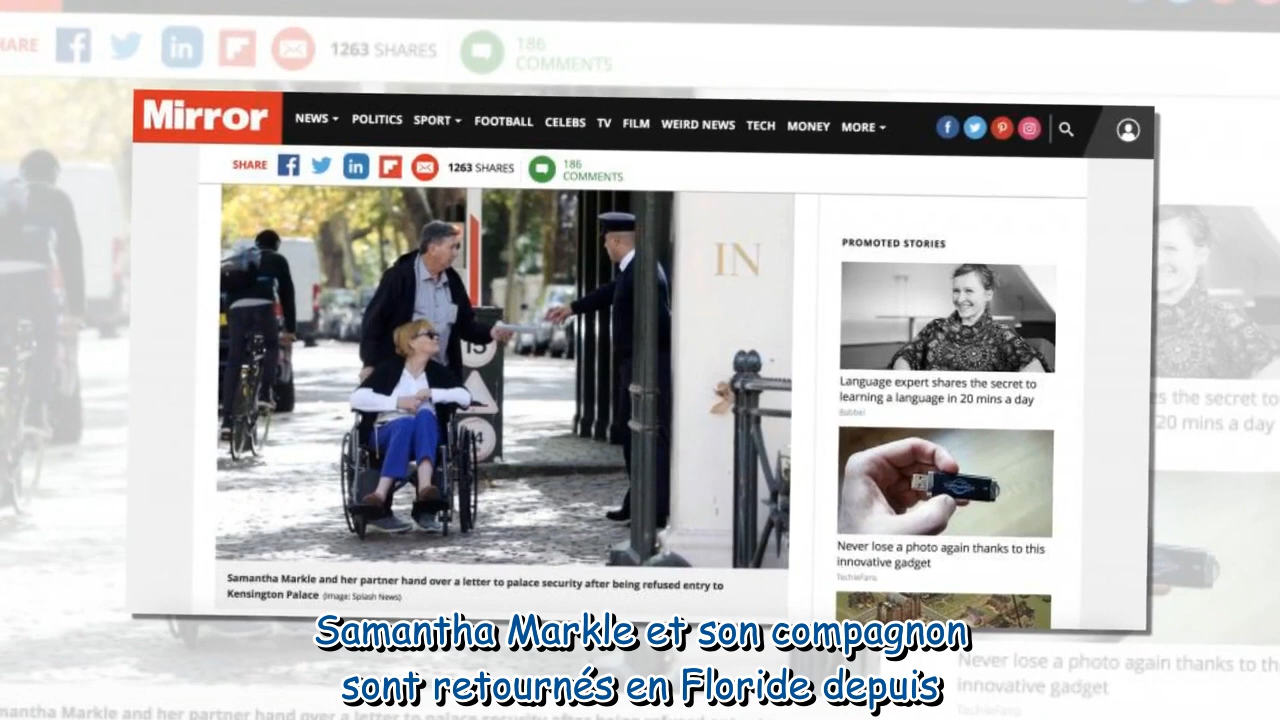 HARE
1263 SHARES
186
COMMENTS
Mirror
NEWS POLITICS SPORT FOOTBALL CELEBS TV FILM WEIRD NEWS TECH MONEY MORE
SHARE
1263 SHARES
186
COMMENTS
IN
15
PROMOTED STORIES
Language expert shares the secret to
learning a language in 20 mins a day
Babbel
Never lose a photo again thanks to this
innovative gadget
TechieFans
Samantha Markle and her partner hand over a letter to palace security after being refused entry to
Kensington Palace (Image: Splash News)
s the secret to
20 mins a day
Never lose a photo again thanks to th
innovative gadget
TechieFans
Samantha Markle et son compagnon
sont retournés en Floride depuis